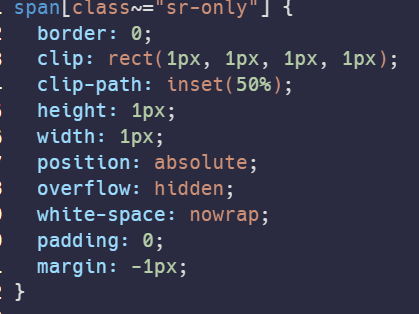 span[class~="sr-only"] {
border: 0;
clip: rect(1px, 1px, 1px, 1px);
clip-path: inset(50%);
height: 1px;
width: 1px;
position: absolute;
overflow: hidden;
white-space: nowrap;
padding: 0;
margin: -1px;
}